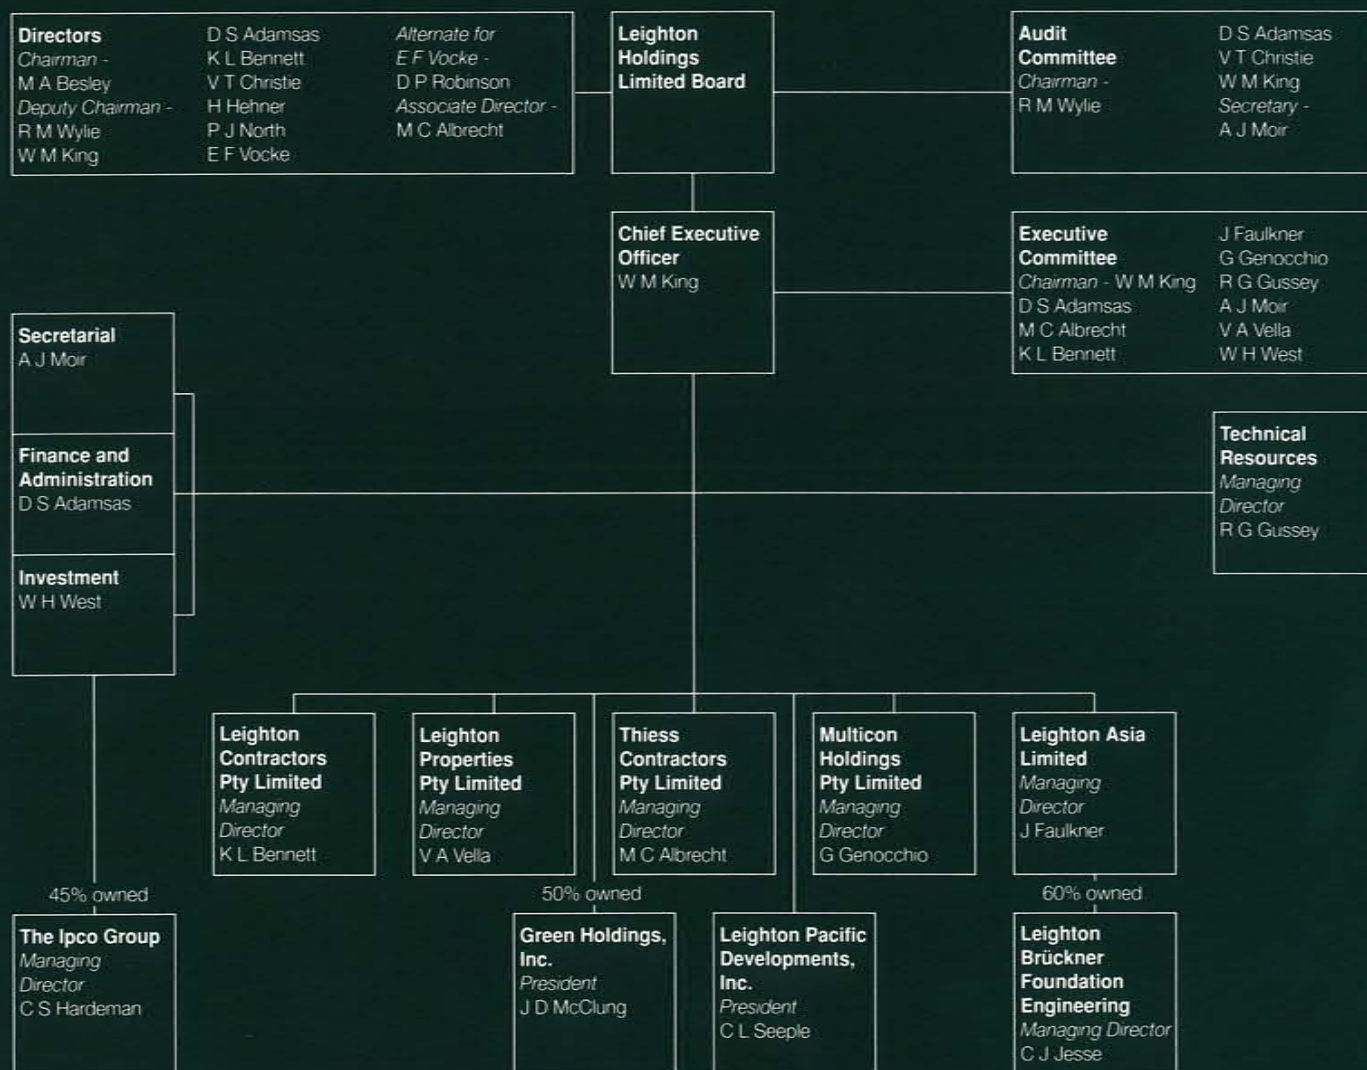 Directors
Chairman -
M A Besley
Deputy Chairman -
R M Wylie
W M King
D S Adamsas
K L Bennett
V T Christie
H Hehner
P J North
E F Vocke
Alternate for
E F Vocke -
D P Robinson
Associate Director -
M C Albrecht
Leighton
Holdings
Limited Board
Audit
Committee
Chairman -
R M Wylie
D S Adamsas
V T Christie
W M King
Secretary -
A J Moir
Chief Executive
Officer
W M King
Executive
Committee
Chairman - W M King
D S Adamsas
M C Albrecht
K L Bennett
J Faulkner
G Genocchio
R G Gussey
A J Moir
V A Vella
W H West
Secretarial
A J Moir
Finance and
Administration
D S Adamsas
Investment
W H West
Technical
Resources
Managing
Director
R G Gussey
Leighton
Contractors
Pty Limited
Managing
Director
K L Bennett
Leighton
Properties
Pty Limited
Managing
Director
V A Vella
Thiess
Contractors
Pty Limited
Managing
Director
M C Albrecht
Multicon
Holdings
Pty Limited
Managing
Director
G Genocchio
Leighton Asia
Limited
Managing
Director
J Faulkner
45% owned
The Ipco Group
Managing
Director
C S Hardeman
50% owned
Green Holdings,
Inc.
President
J D McClung
Leighton Pacific
Developments,
Inc.
President
C L Seeple
60% owned
Leighton
Brückner
Foundation
Engineering
Managing Director
C J Jesse